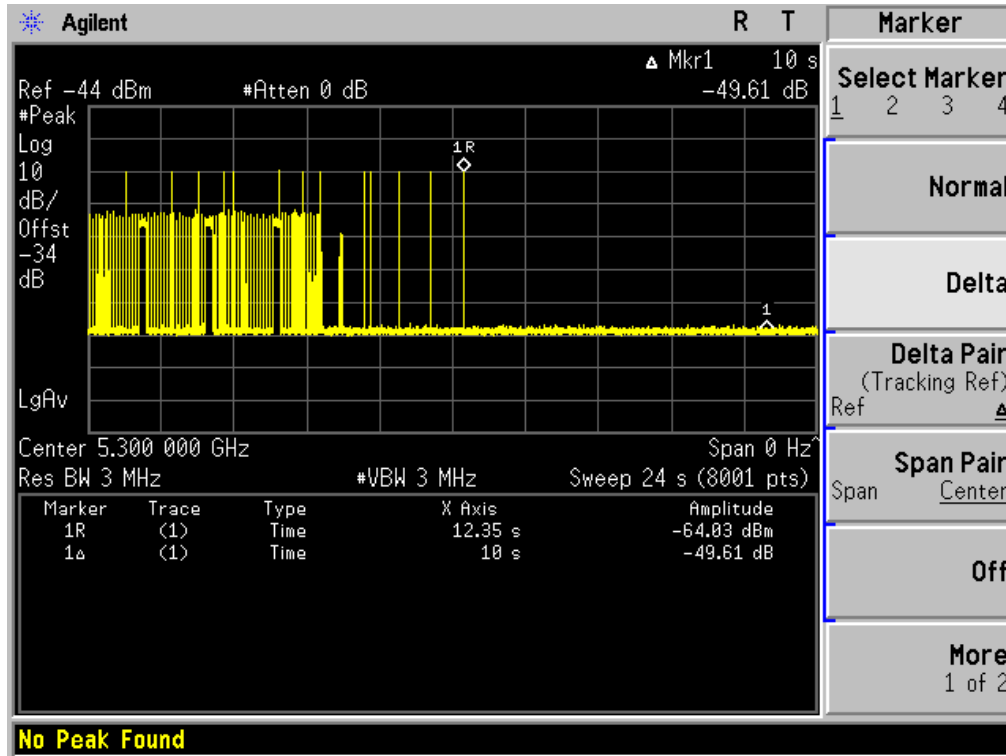 Agilent R T
Δ Mkr1 10 s
Ref -44 dBm #Atten 0 dB -49.61 dB
#Peak
Log
10
dB/
Offst
-34
dB
1R
1
LgAv
Center 5.300 000 GHz Span 0 Hz^
Res BW 3 MHz #VBW 3 MHz Sweep 24 s (8001 pts)
Marker Trace Type X Axis Amplitude
1R (1) Time 12.35 s -64.03 dBm
1Δ (1) Time 10 s -49.61 dB
No Peak Found
Marker
Select Marker
1 2 3 4
Normal
Delta
Delta Pair
(Tracking Ref)
Ref Δ
Span Pair
Span Center
Off
More
1 of 2